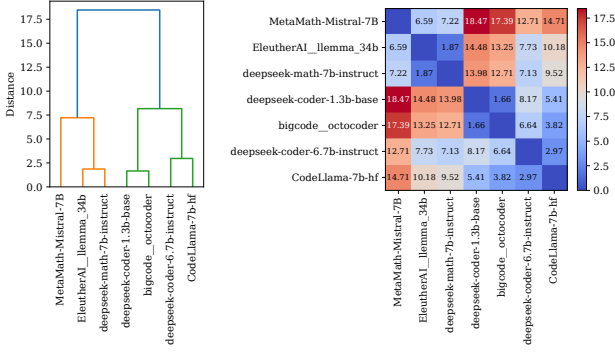 17.5
15.0
12.5
10.0
7.5
5.0
2.5
0.0
Distance
MetaMath-Mistral-7B
EleutherAI__llemma_34b
deepseek-math-7b-instruct
deepseek-coder-1.3b-base
bigcode__octocoder
deepseek-coder-6.7b-instruct
CodeLlama-7b-hf
MetaMath-Mistral-7B 6.59 7.22 18.47 17.39 12.71 14.71
EleutherAI__llemma_34b 6.59 1.87 14.48 13.25 7.73 10.18
deepseek-math-7b-instruct 7.22 1.87 13.98 12.71 7.13 9.52
deepseek-coder-1.3b-base 18.47 14.48 13.98 1.66 8.17 5.41
bigcode__octocoder 17.39 13.25 12.71 1.66 6.64 3.82
deepseek-coder-6.7b-instruct 12.71 7.73 7.13 8.17 6.64 2.97
CodeLlama-7b-hf 14.71 10.18 9.52 5.41 3.82 2.97
MetaMath-Mistral-7B
EleutherAI__llemma_34b
deepseek-math-7b-instruct
deepseek-coder-1.3b-base
bigcode__octocoder
deepseek-coder-6.7b-instruct
CodeLlama-7b-hf
17.5
15.0
12.5
10.0
7.5
5.0
2.5
0.0